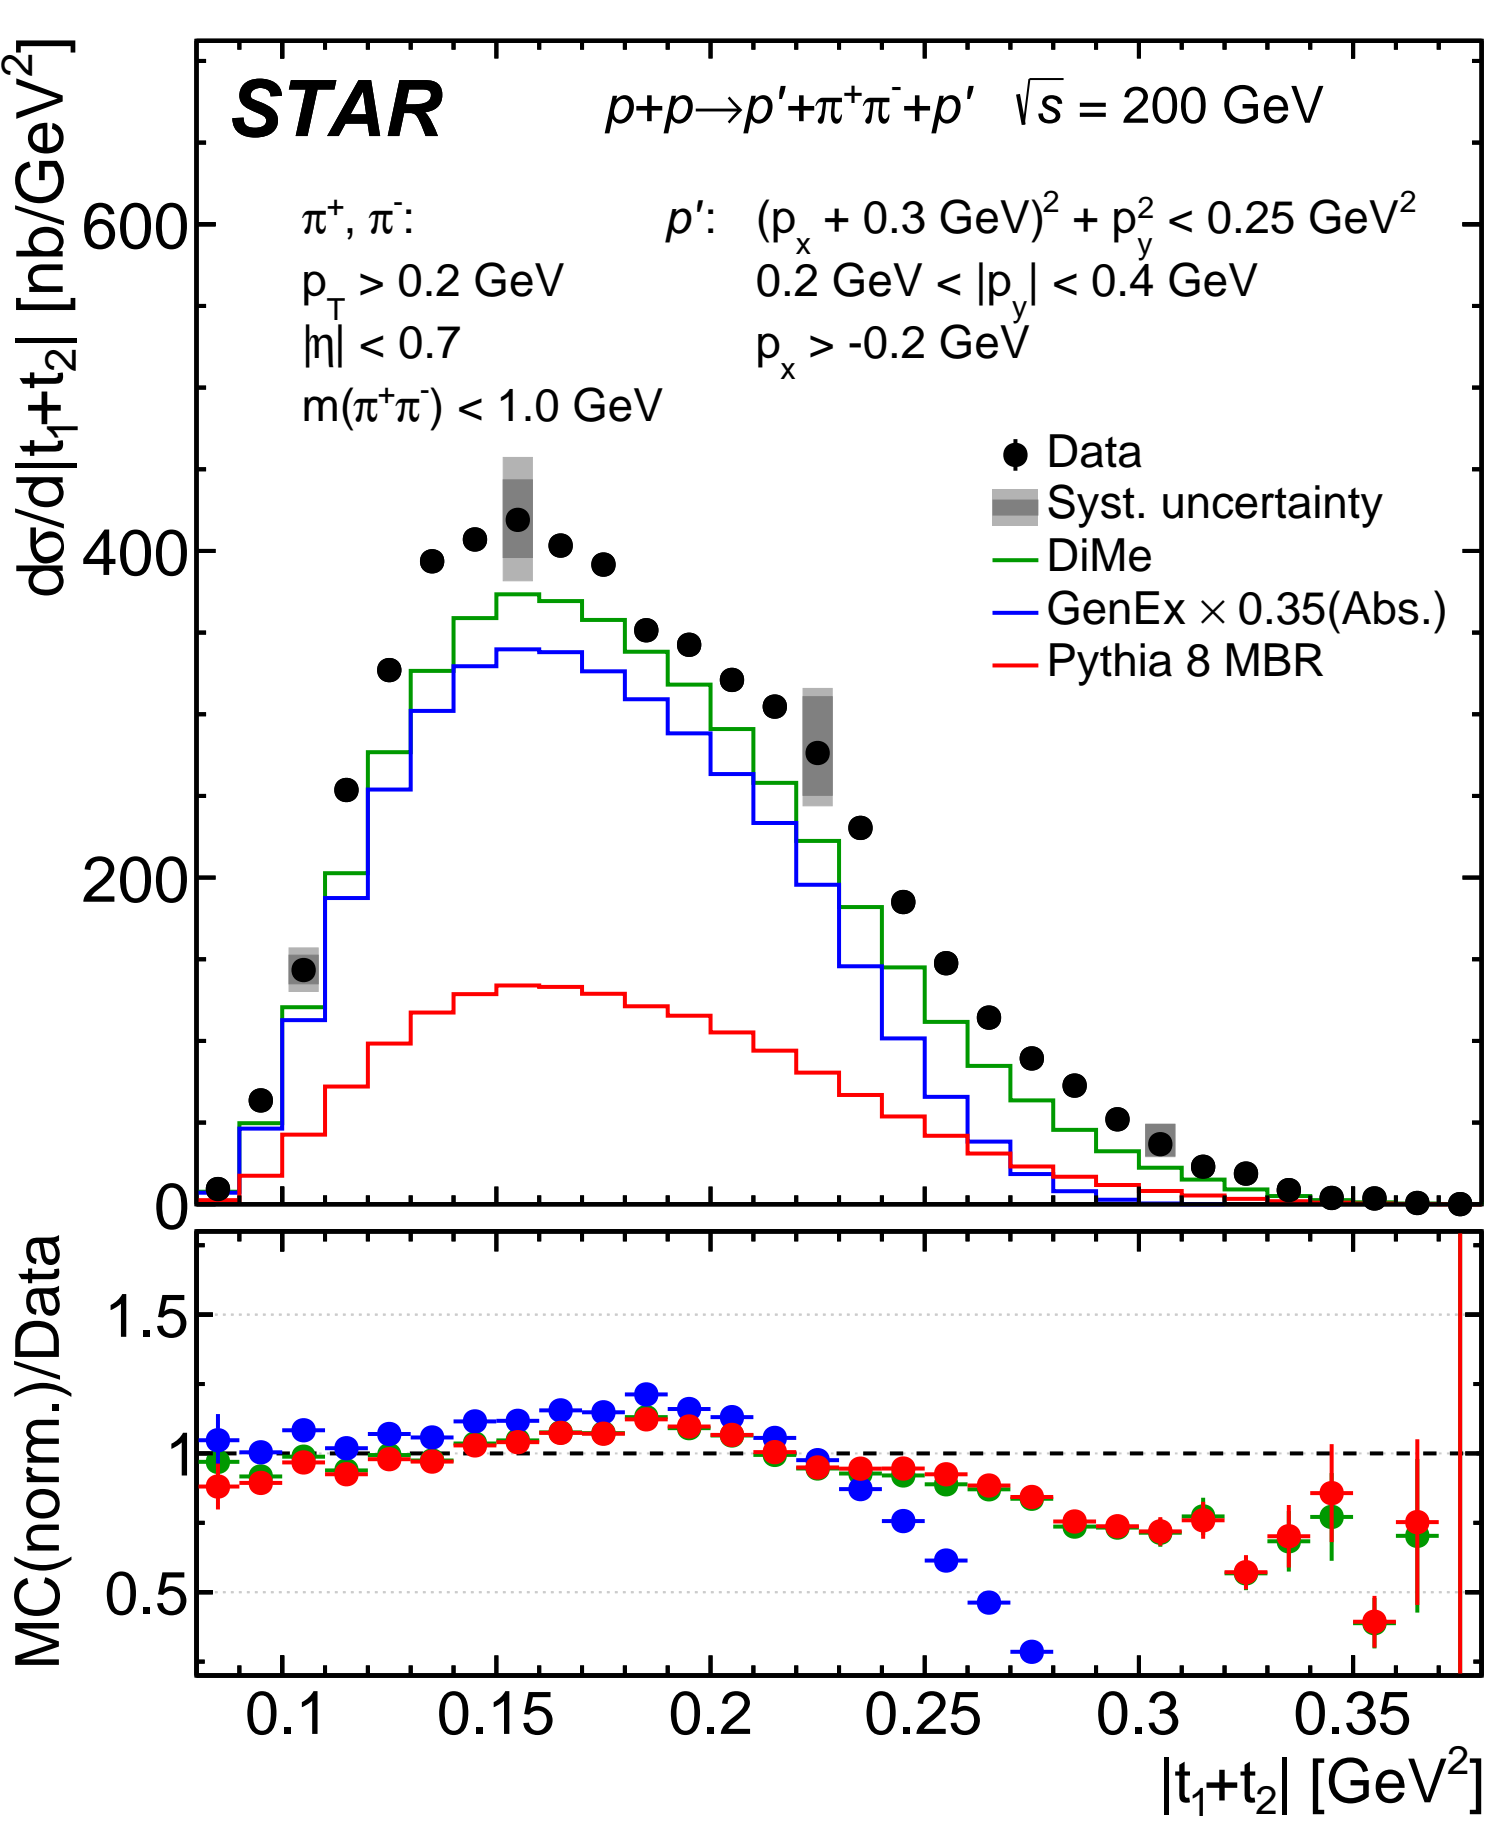 STAR p+p→p′+π⁺π⁻+p′ √s = 200 GeV
π⁺, π⁻: p′: (pₓ + 0.3 GeV)² + p_y² < 0.25 GeV²
p_T > 0.2 GeV 0.2 GeV < |p_y| < 0.4 GeV
|η| < 0.7 pₓ > -0.2 GeV
m(π⁺π⁻) < 1.0 GeV
Data
Syst. uncertainty
DiMe
GenEx × 0.35(Abs.)
Pythia 8 MBR
dσ/d|t₁+t₂| [nb/GeV²]
600
400
200
0
MC(norm.)/Data
1.5
1
0.5
0.1 0.15 0.2 0.25 0.3 0.35
|t₁+t₂| [GeV²]